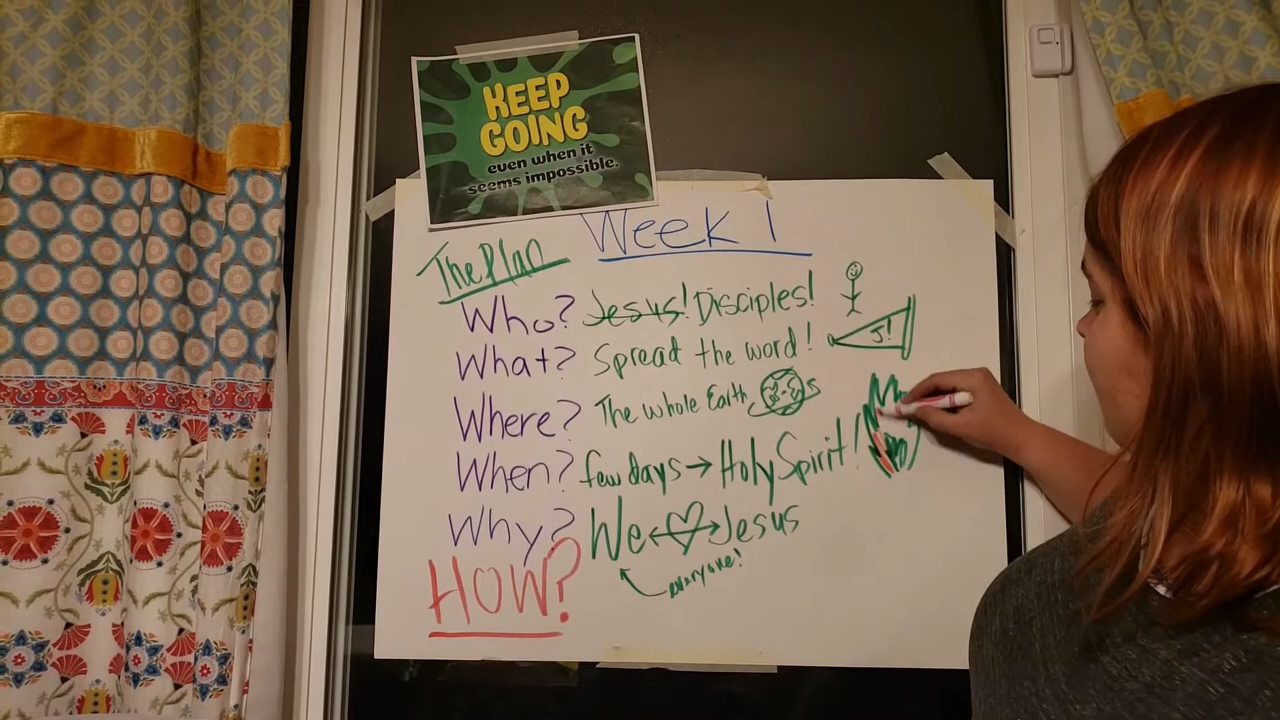 KEEP
GOING
even when it
seems impossible.
Week 1
The Plan
Who? Jesus! Disciples!
What? Spread the word! J!
Where? The whole Earth
When? few days → Holy Spirit!
Why? We ← ♡ → Jesus
everyone!
HOW?